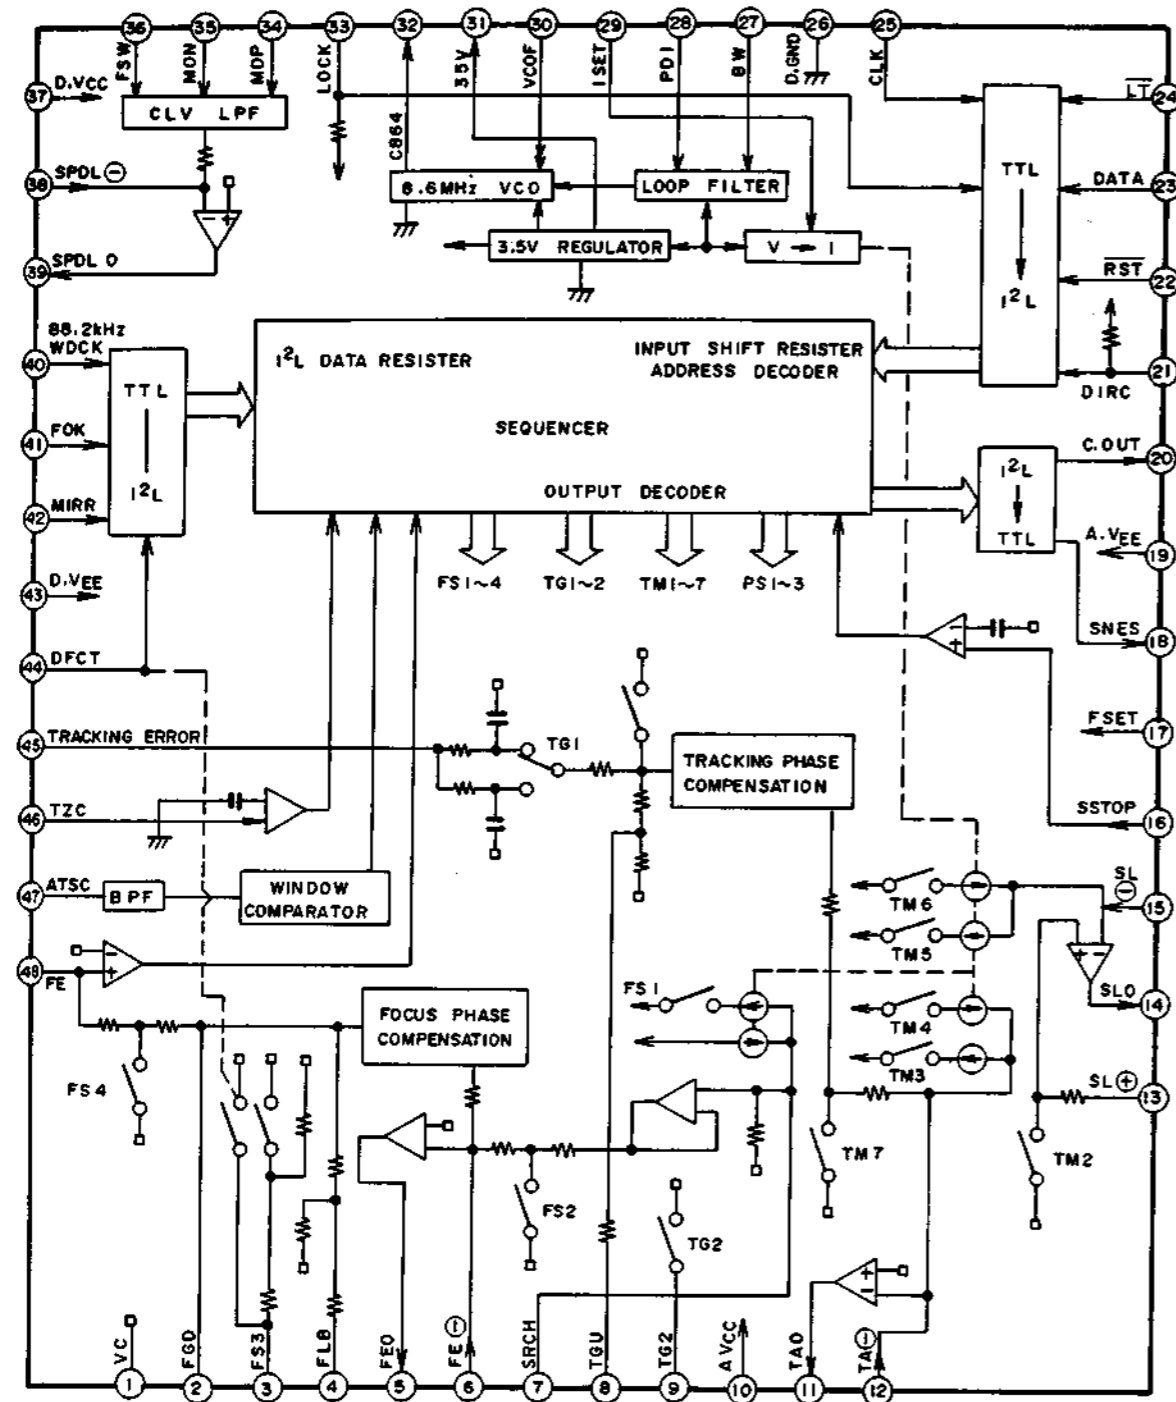 36 35 34 33 32 31 30 29 28 27 26 25
FSW MON MDP LOCK C864 3.5V VCOF ISET PDI BW D.GND CLK
37 D.VCC
CLV LPF
38 SPDL ⊖
− +
39 SPDL O
8.6MHz VCO
LOOP FILTER
3.5V REGULATOR
V → I
TTL
I²L
24 LT
23 DATA
22 RST
21 DIRC
88.2kHz
40 WDCK
41 FOK
42 MIRR
TTL
I²L
I²L DATA RESISTER
INPUT SHIFT RESISTER
ADDRESS DECODER
SEQUENCER
OUTPUT DECODER
I²L
TTL
20 C.OUT
19 A.VEE
18 SNES
43 D.VEE
44 DFCT
FS1~4 TG1~2 TM1~7 PS1~3
−
+
17 FSET
16 SSTOP
45 TRACKING ERROR
TG1
TRACKING PHASE
COMPENSATION
46 TZC
47 ATSC
BPF
WINDOW
COMPARATOR
48 FE
−
+
TM6
TM5
SL
⊖
15
+ −
SLO 14
FS1
TM4
TM3
SL ⊕ 13
FOCUS PHASE
COMPENSATION
FS4
FS2
TG2
TM7
TM2
+
−
VC FGD FS3 FLB FEO FE ⊖ SRCH TGU TG2 AVCC TAO TA ⊖
1 2 3 4 5 6 7 8 9 10 11 12